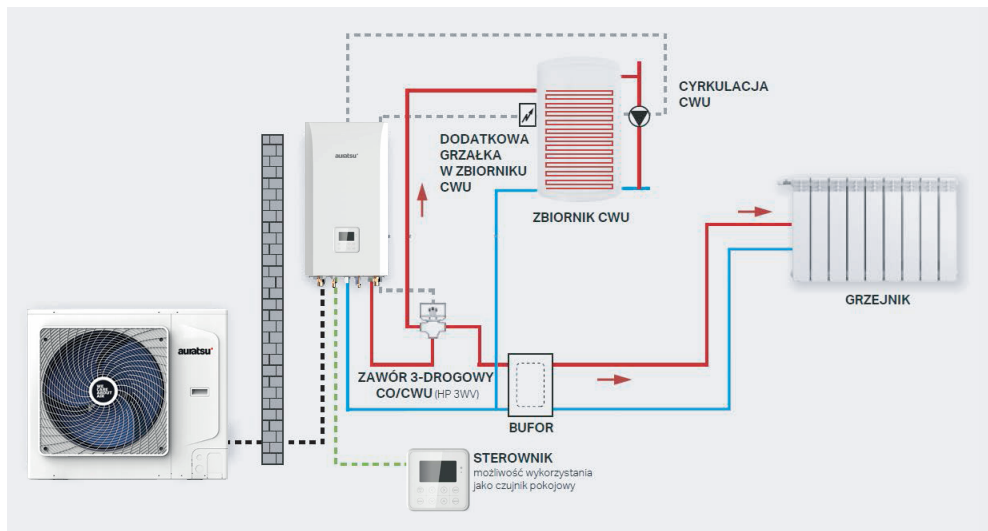 CYRKULACJA
CWU
DODATKOWA
GRZAŁKA
W ZBIORNIKU
CWU
auratsu
ZBIORNIK CWU
GRZEJNIK
auratsu
ZAWÓR 3-DROGOWY
CO/CWU (HP 3WV)
BUFOR
STEROWNIK
możliwość wykorzystania
jako czujnik pokojowy